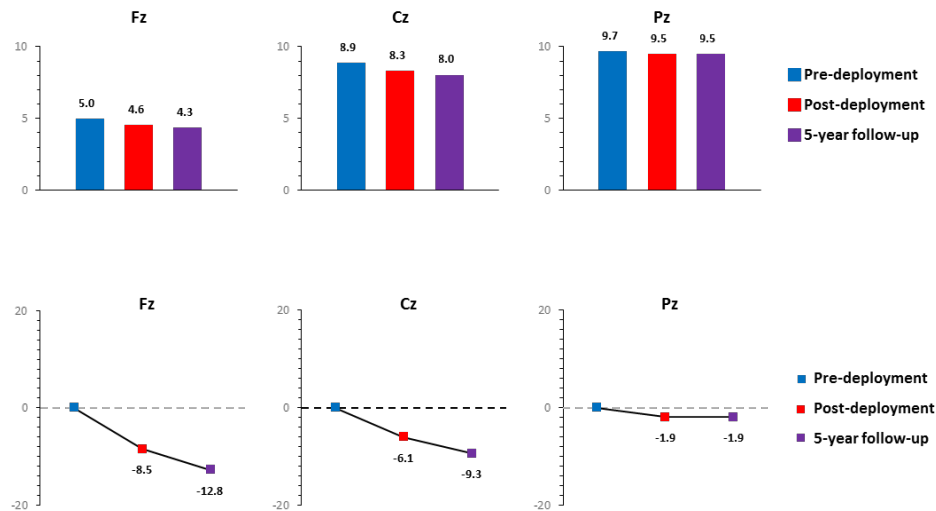 Fz
Cz
Pz
10
5
0
5.0
4.6
4.3
10
5
0
8.9
8.3
8.0
10
5
0
9.7
9.5
9.5
Pre-deployment
Post-deployment
5-year follow-up
Fz
Cz
Pz
20
0
-20
-8.5
-12.8
20
0
-20
-6.1
-9.3
20
0
-20
-1.9
-1.9
Pre-deployment
Post-deployment
5-year follow-up